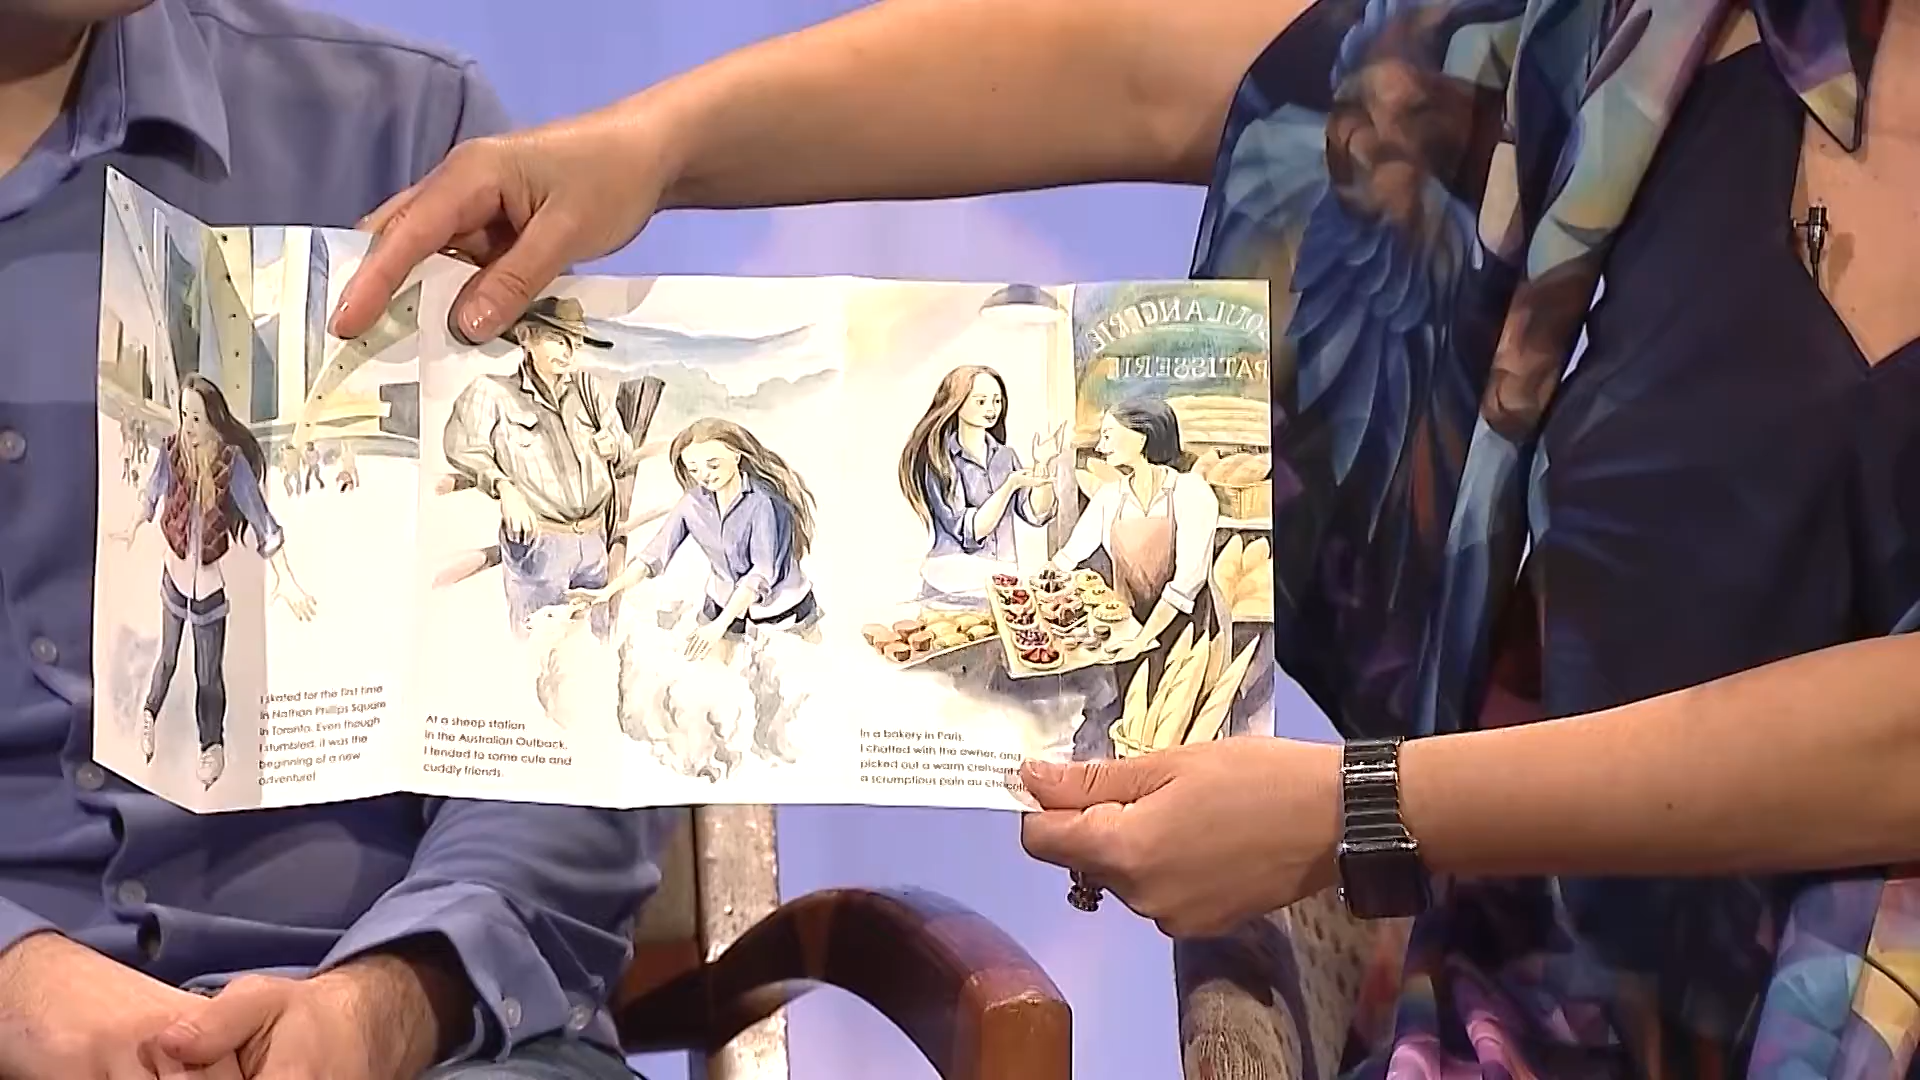 I skated for the first time
in Nathan Phillips Square
in Toronto. Even though
I stumbled, it was the
beginning of a new
adventure!
At a sheep station
in the Australian Outback,
I tended to some cute and
cuddly friends.
BOULANGERIE
PATISSERIE
In a bakery in Paris,
I chatted with the owner, and
picked out a warm croissant
a scrumptious pain au chocola